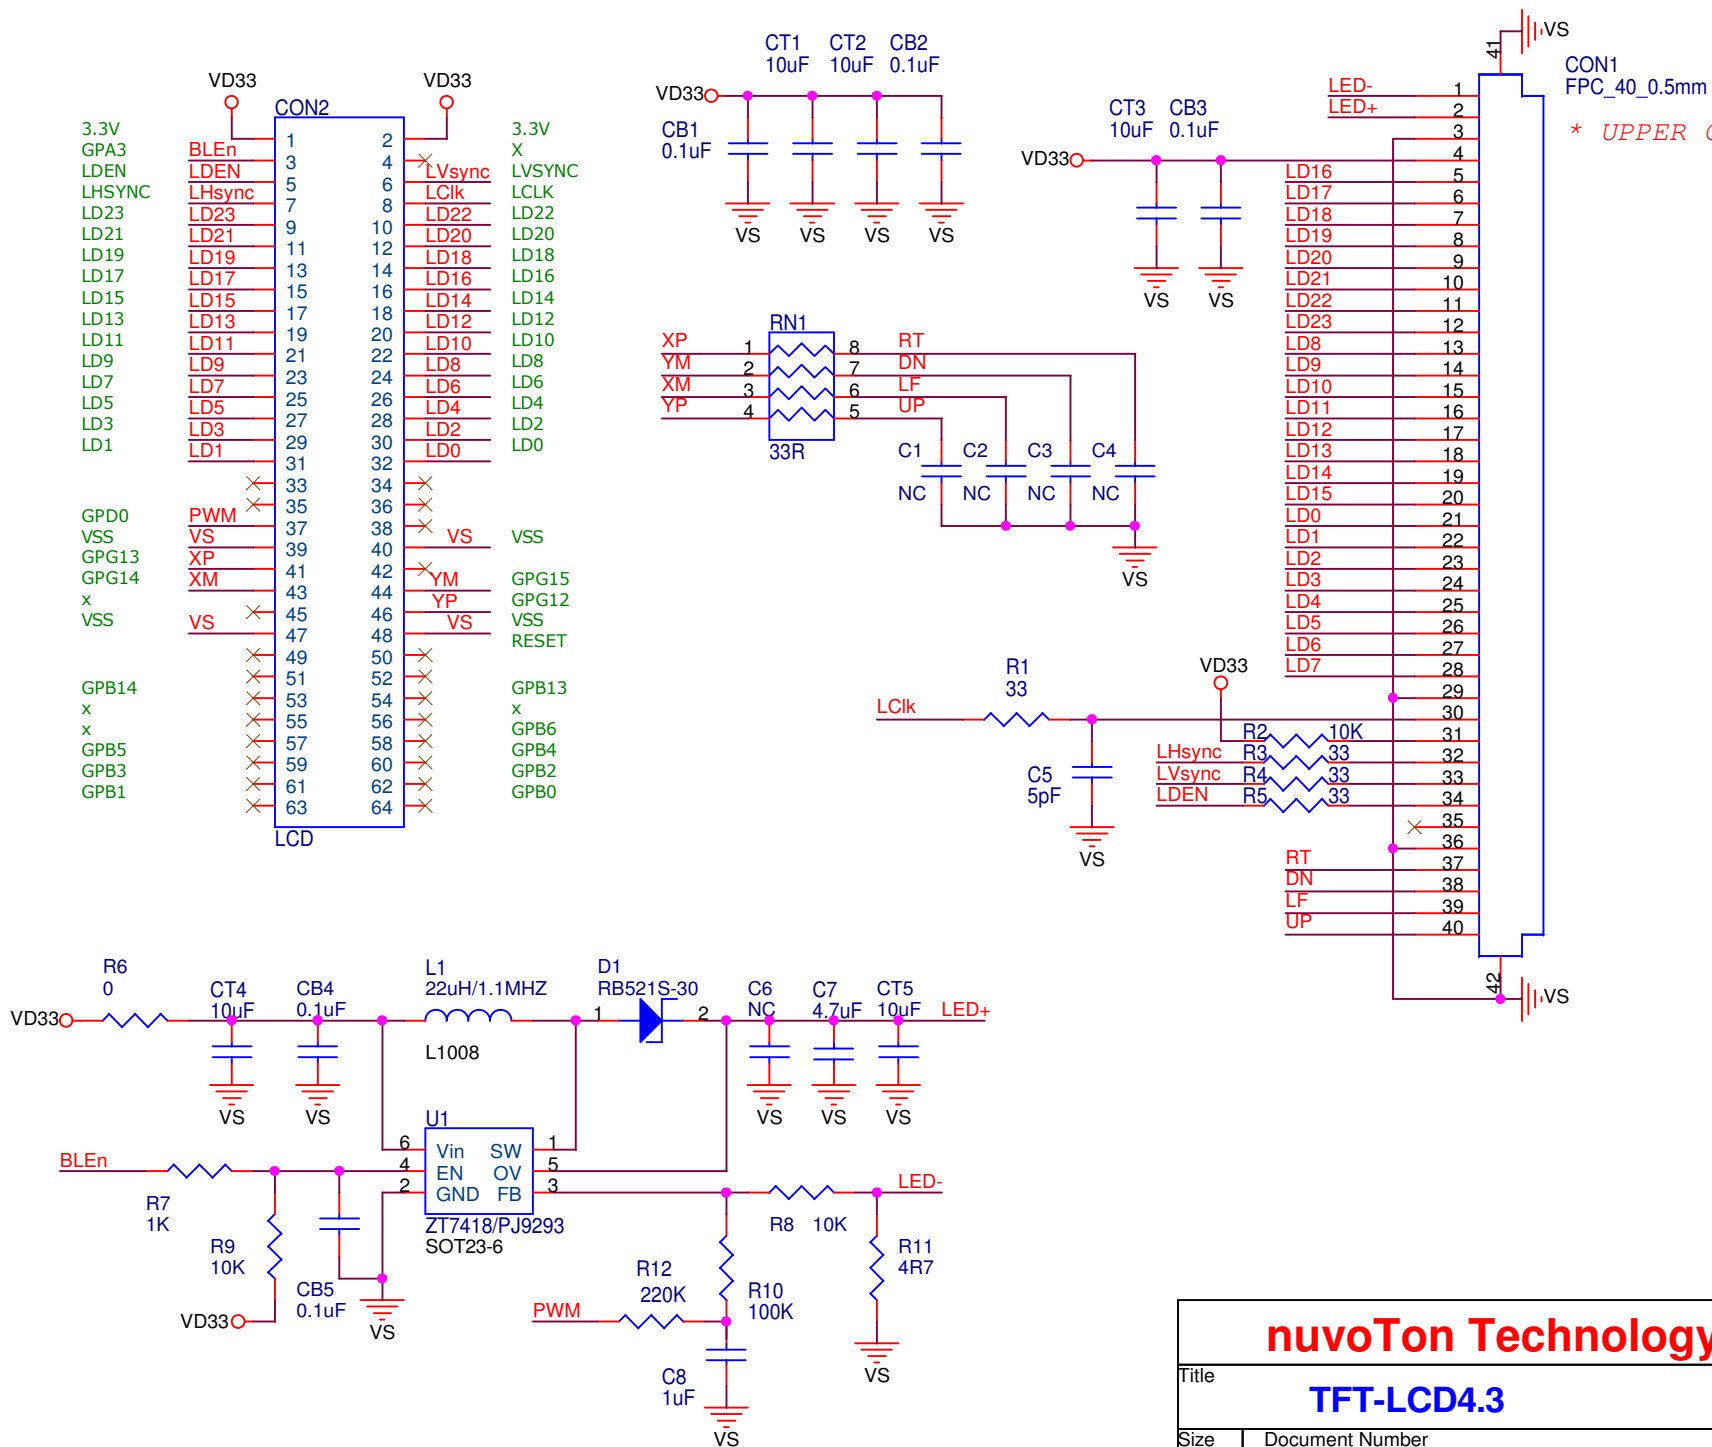 VD33
VD33
CON2
3.3V 1 2 3.3V
GPA3 BLEn 3 4 X
LDEN LDEN 5 6 LVsync LVSYNC
LHSYNC LHsync 7 8 LClk LCLK
LD23 LD23 9 10 LD22 LD22
LD21 LD21 11 12 LD20 LD20
LD19 LD19 13 14 LD18 LD18
LD17 LD17 15 16 LD16 LD16
LD15 LD15 17 18 LD14 LD14
LD13 LD13 19 20 LD12 LD12
LD11 LD11 21 22 LD10 LD10
LD9 LD9 23 24 LD8 LD8
LD7 LD7 25 26 LD6 LD6
LD5 LD5 27 28 LD4 LD4
LD3 LD3 29 30 LD2 LD2
LD1 LD1 31 32 LD0 LD0
33 34
35 36
GPD0 PWM 37 38
VSS VS 39 40 VS VSS
GPG13 XP 41 42
GPG14 XM 43 44 YM GPG15
x 45 46 YP GPG12
VSS VS 47 48 VS VSS
RESET
49 50
51 52
GPB14 53 54 GPB13
x 55 56 x
x 57 58 GPB6
GPB5 59 60 GPB4
GPB3 61 62 GPB2
GPB1 63 64 GPB0
LCD
CT1 CT2 CB2
10uF 10uF 0.1uF
VD33
CB1
0.1uF
VS VS VS VS
CT3 CB3
10uF 0.1uF
VD33
VS VS
RN1
XP 1 8 RT
YM 2 7 DN
XM 3 6 LF
YP 4 5 UP
33R
C1 C2 C3 C4
NC NC NC NC
VS
41 VS
CON1
FPC_40_0.5mm
* UPPER
LED- 1
LED+ 2
3
4
LD16 5
LD17 6
LD18 7
LD19 8
LD20 9
LD21 10
LD22 11
LD23 12
LD8 13
LD9 14
LD10 15
LD11 16
LD12 17
LD13 18
LD14 19
LD15 20
LD0 21
LD1 22
LD2 23
LD3 24
LD4 25
LD5 26
LD6 27
LD7 28
29
30
31
32
33
34
35
36
RT 37
DN 38
LF 39
UP 40
42 VS
R1
33
VD33
LClk
R2 10K
LHsync R3 33
LVsync R4 33
LDEN R5 33
C5
5pF
VS
R6
0
CT4
10uF
CB4
0.1uF
L1
22uH/1.1MHZ
D1
RB521S-30
C6
NC
C7
4.7uF
CT5
10uF
LED+
VD33
1 2
L1008
VS VS VS VS VS
U1
6 Vin SW 1
BLEn 4 EN OV 5
2 GND FB 3 LED-
ZT7418/PJ9293
SOT23-6
R7
1K
R9
10K
CB5
0.1uF
VD33
VS
R8 10K
R11
4R7
R12
220K
R10
100K
PWM
VS
C8
1uF
VS
nuvoTon Technology
Title
TFT-LCD4.3
Size Document Number